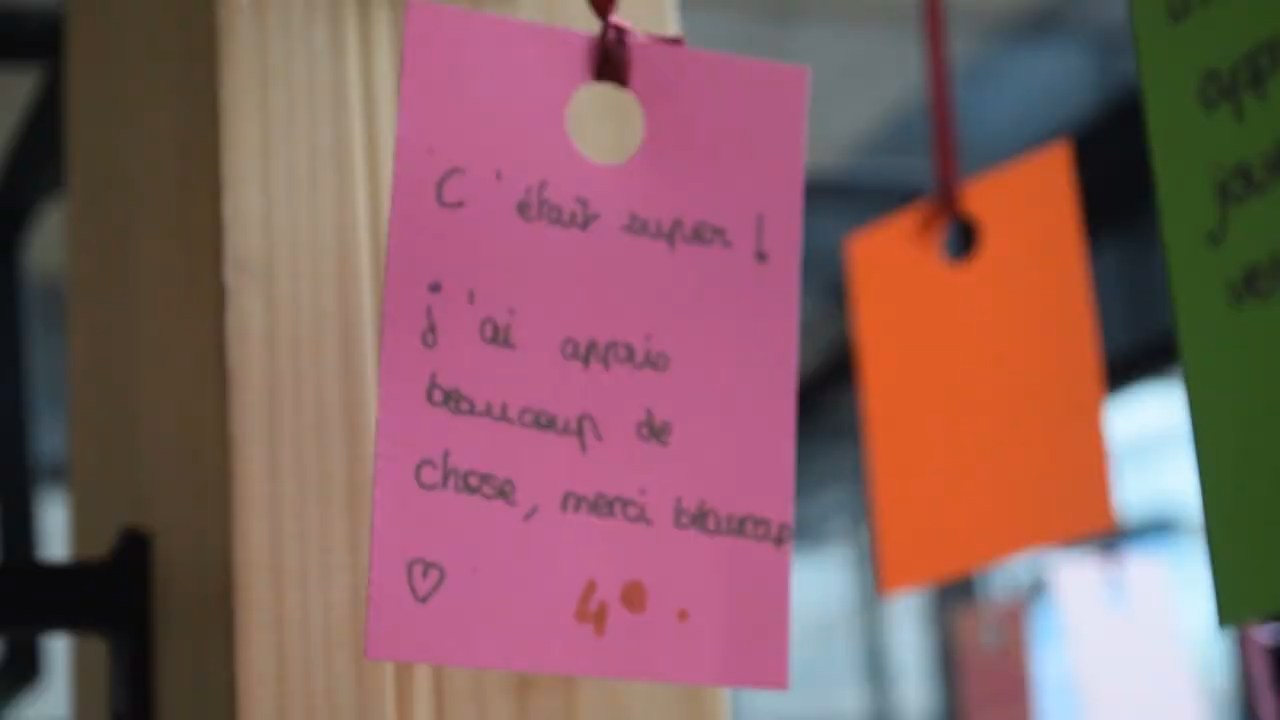 C'était super !
j'ai appris
beaucoup de
chose, merci beaucoup
♡ 4e.